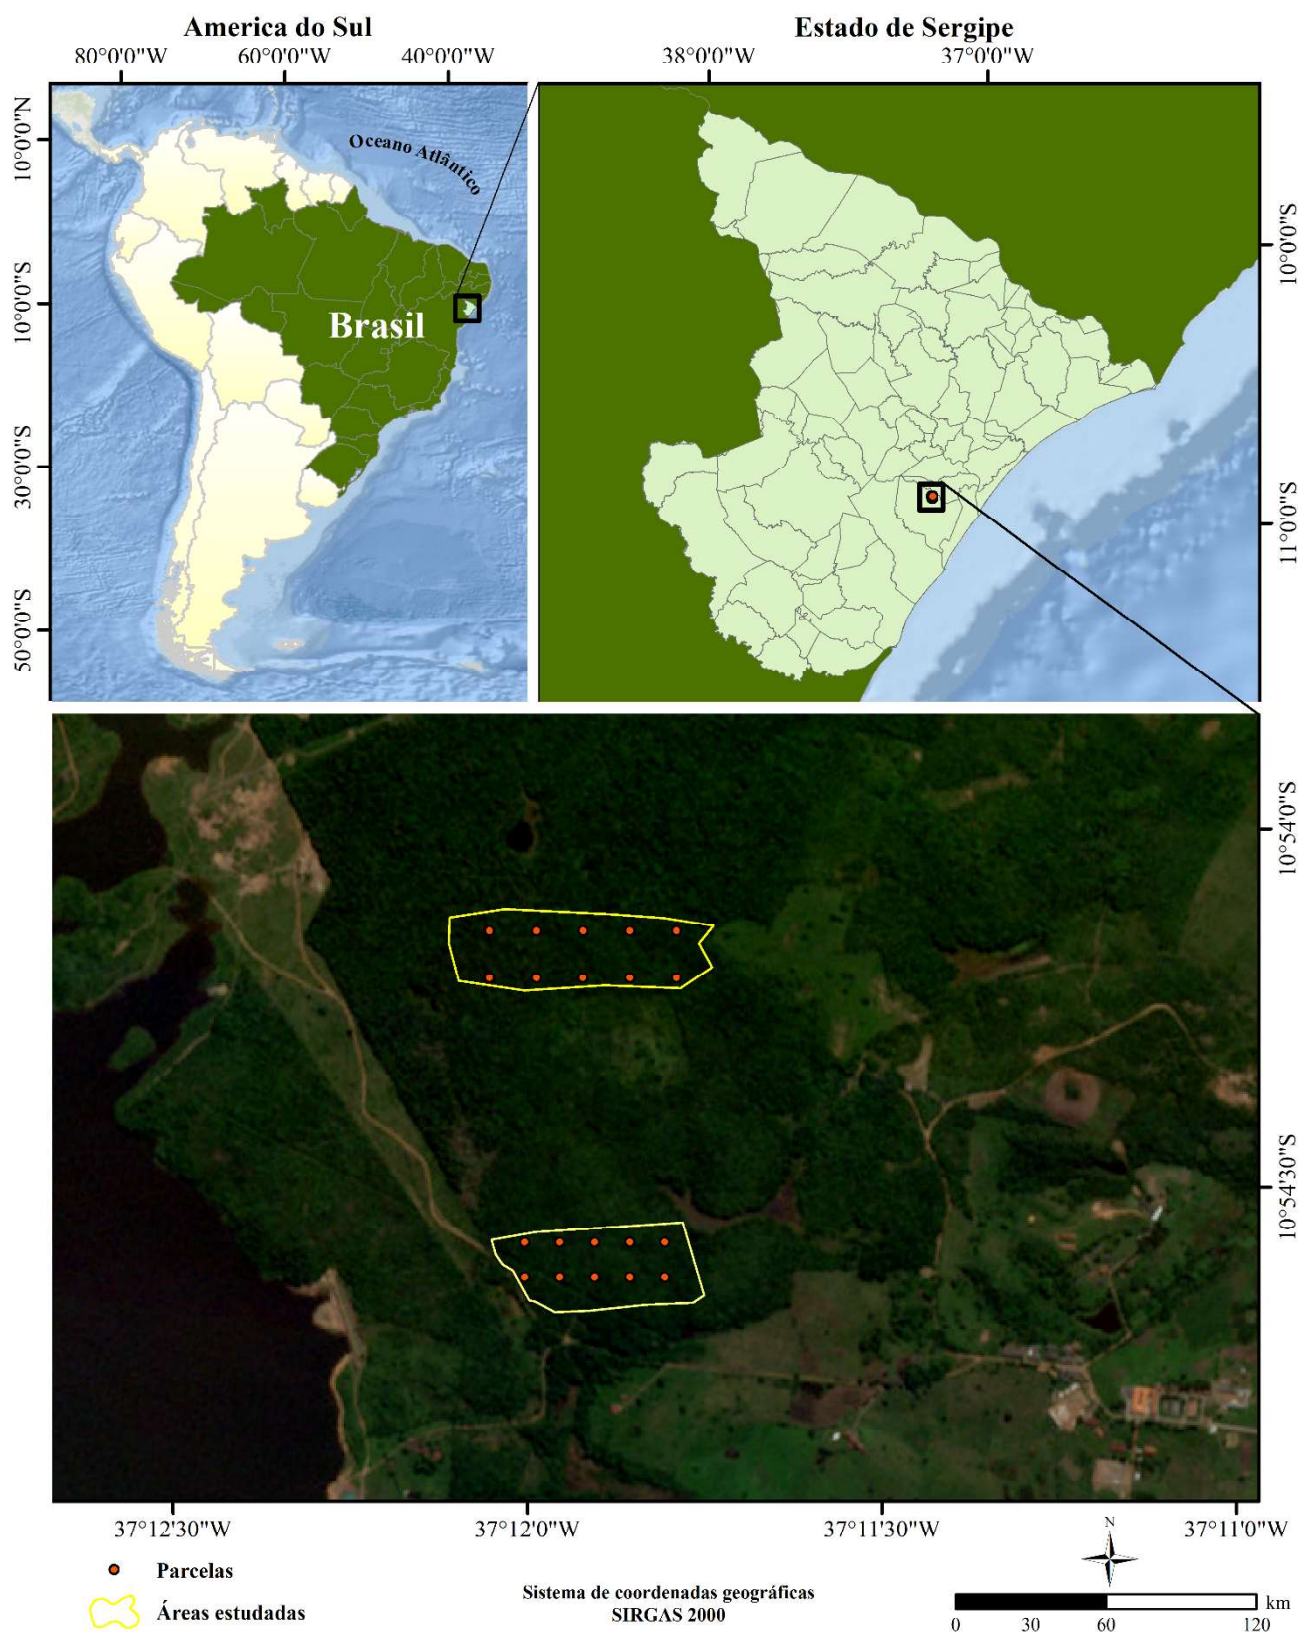 America do Sul
Estado de Sergipe
80°0'0"W 60°0'0"W 40°0'0"W
38°0'0"W 37°0'0"W
10°0'0"N
10°0'0"S
30°0'0"S
50°0'0"S
Oceano Atlântico
Brasil
10°0'0"S
11°0'0"S
10°54'0"S
10°54'30"S
37°12'30"W 37°12'0"W 37°11'30"W 37°11'0"W
Parcelas
Áreas estudadas
Sistema de coordenadas geográficas
SIRGAS 2000
N
km
0 30 60 120